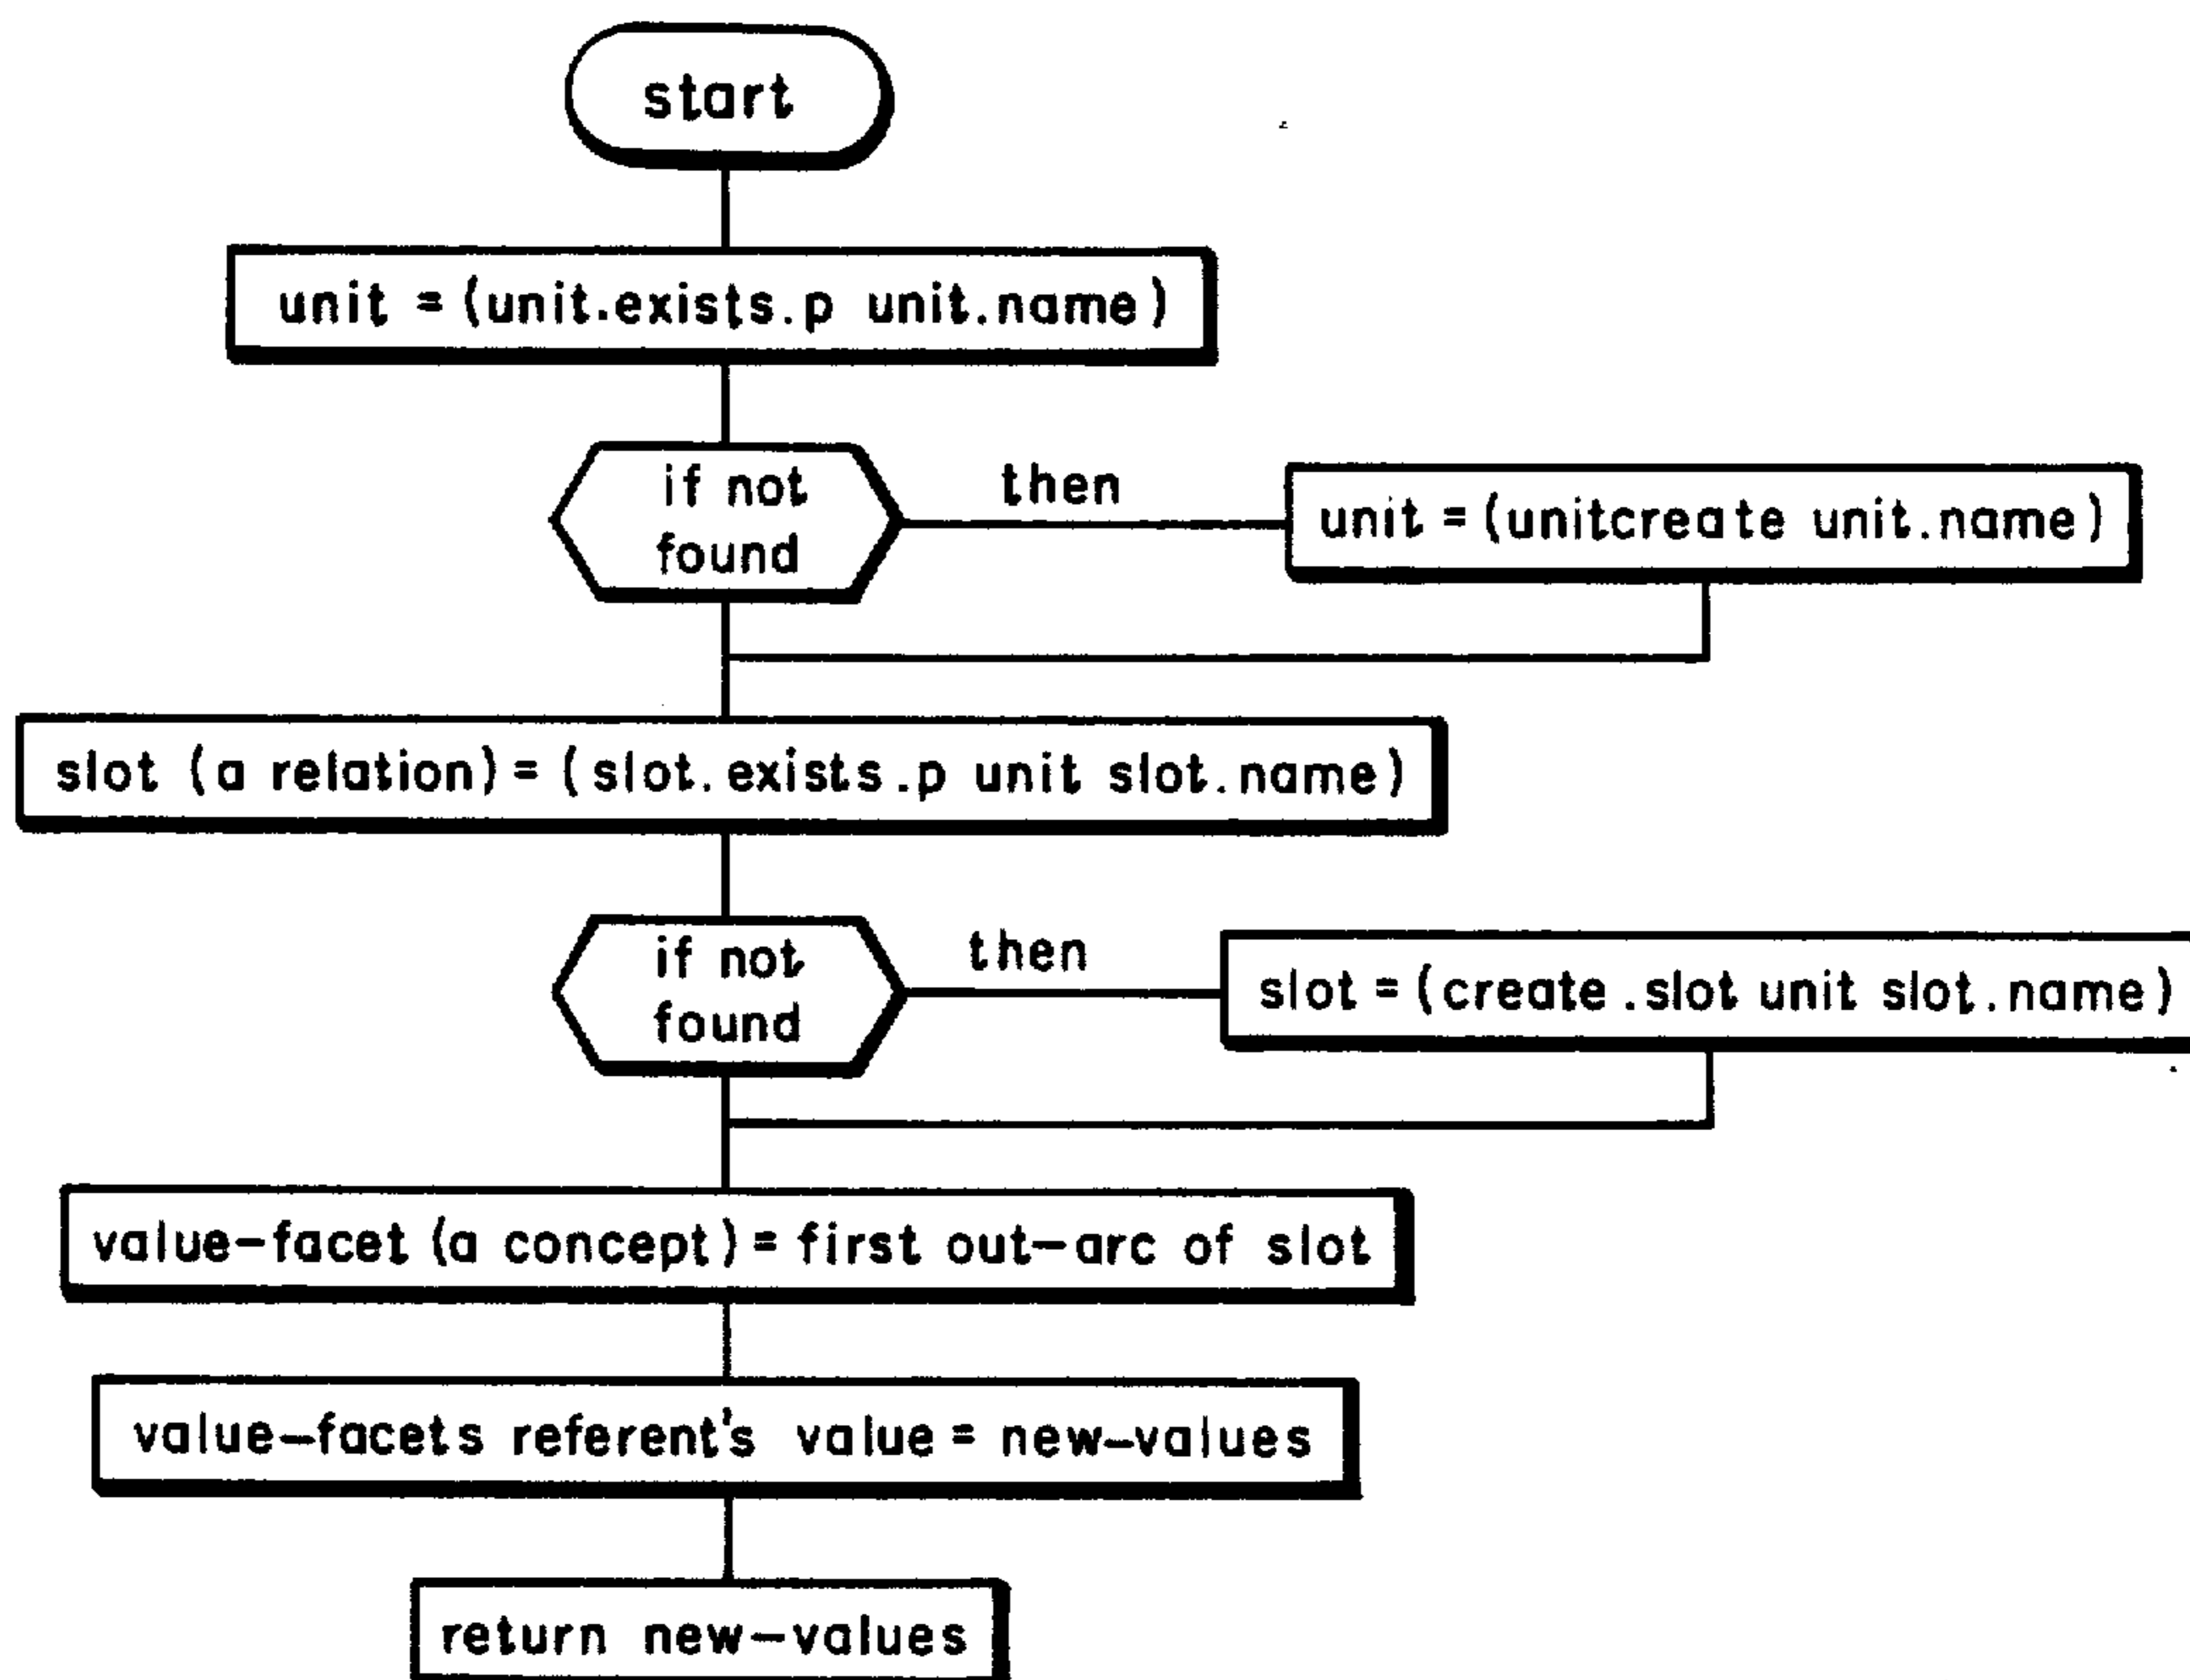 start
unit = (unit.exists.p unit.name)
if not
found
then
unit = (unitcreate unit.name)
slot (a relation) = (slot.exists.p unit slot.name)
if not
found
then
slot = (create.slot unit slot.name)
value-facet (a concept) = first out-arc of slot
value-facets referent's value = new-values
return new-values